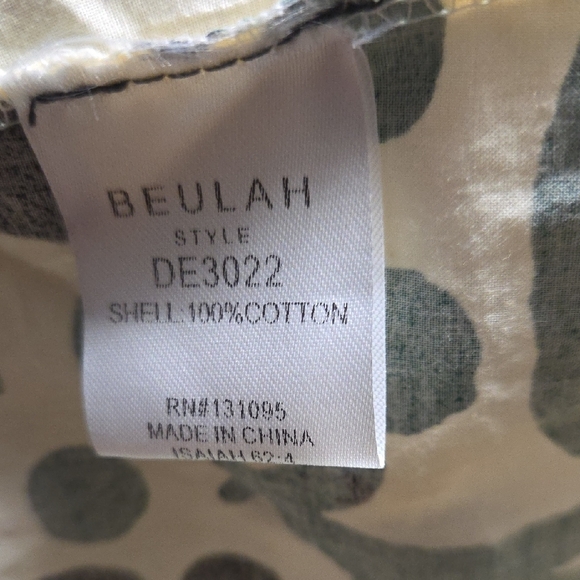 BEULAH
STYLE
DE3022
SHELL:100%COTTON
RN#131095
MADE IN CHINA
ISAIAH 62:4